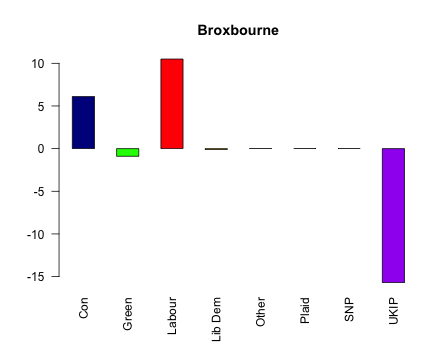 Broxbourne
10
5
0
-5
-10
-15
Con
Green
Labour
Lib Dem
Other
Plaid
SNP
UKIP